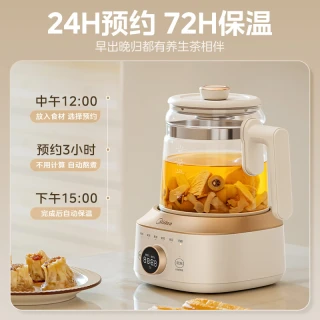 24H预约 72H保温
早出晚归都有养生茶相伴
中午12:00
放入食材 选择预约
预约3小时
不用计算 自动熬煮
下午15:00
完成后自动保温
Midea